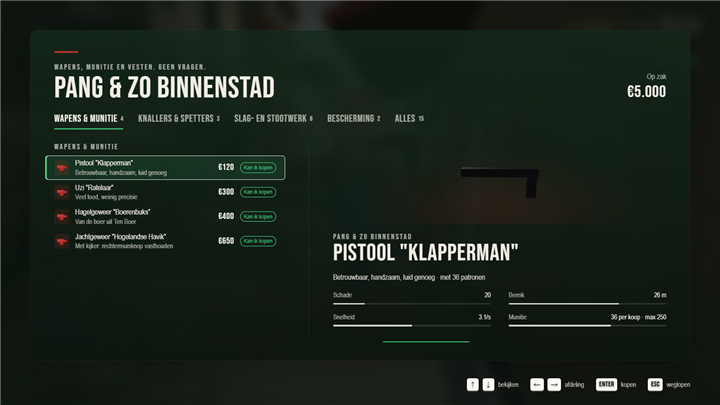 WAPENS, MUNITIE EN VESTEN. GEEN VRAGEN.
PANG & ZO BINNENSTAD
Op zak
€5.000
WAPENS & MUNITIE 4 KNALLERS & SPETTERS 3 SLAG- EN STOOTWERK 6 BESCHERMING 2 ALLES 15
WAPENS & MUNITIE
Pistool "Klapperman"
Betrouwbaar, handzaam, luid genoeg
€120 Kan ik kopen
Uzi "Ratelaar"
Veel lood, weinig precisie
€300 Kan ik kopen
Hagelgeweer "Boerenbuks"
Van de boer uit Ten Boer
€400 Kan ik kopen
Jachtgeweer "Hogelandse Havik"
Met kijker: rechtermuisknop vasthouden
€650 Kan ik kopen
PANG & ZO BINNENSTAD
PISTOOL "KLAPPERMAN"
Betrouwbaar, handzaam, luid genoeg · met 36 patronen
Schade 20
Bereik 26 m
Snelheid 3.1/s
Munitie 36 per koop · max 250
↑ ↓ bekijken ← → afdeling ENTER kopen ESC weglopen